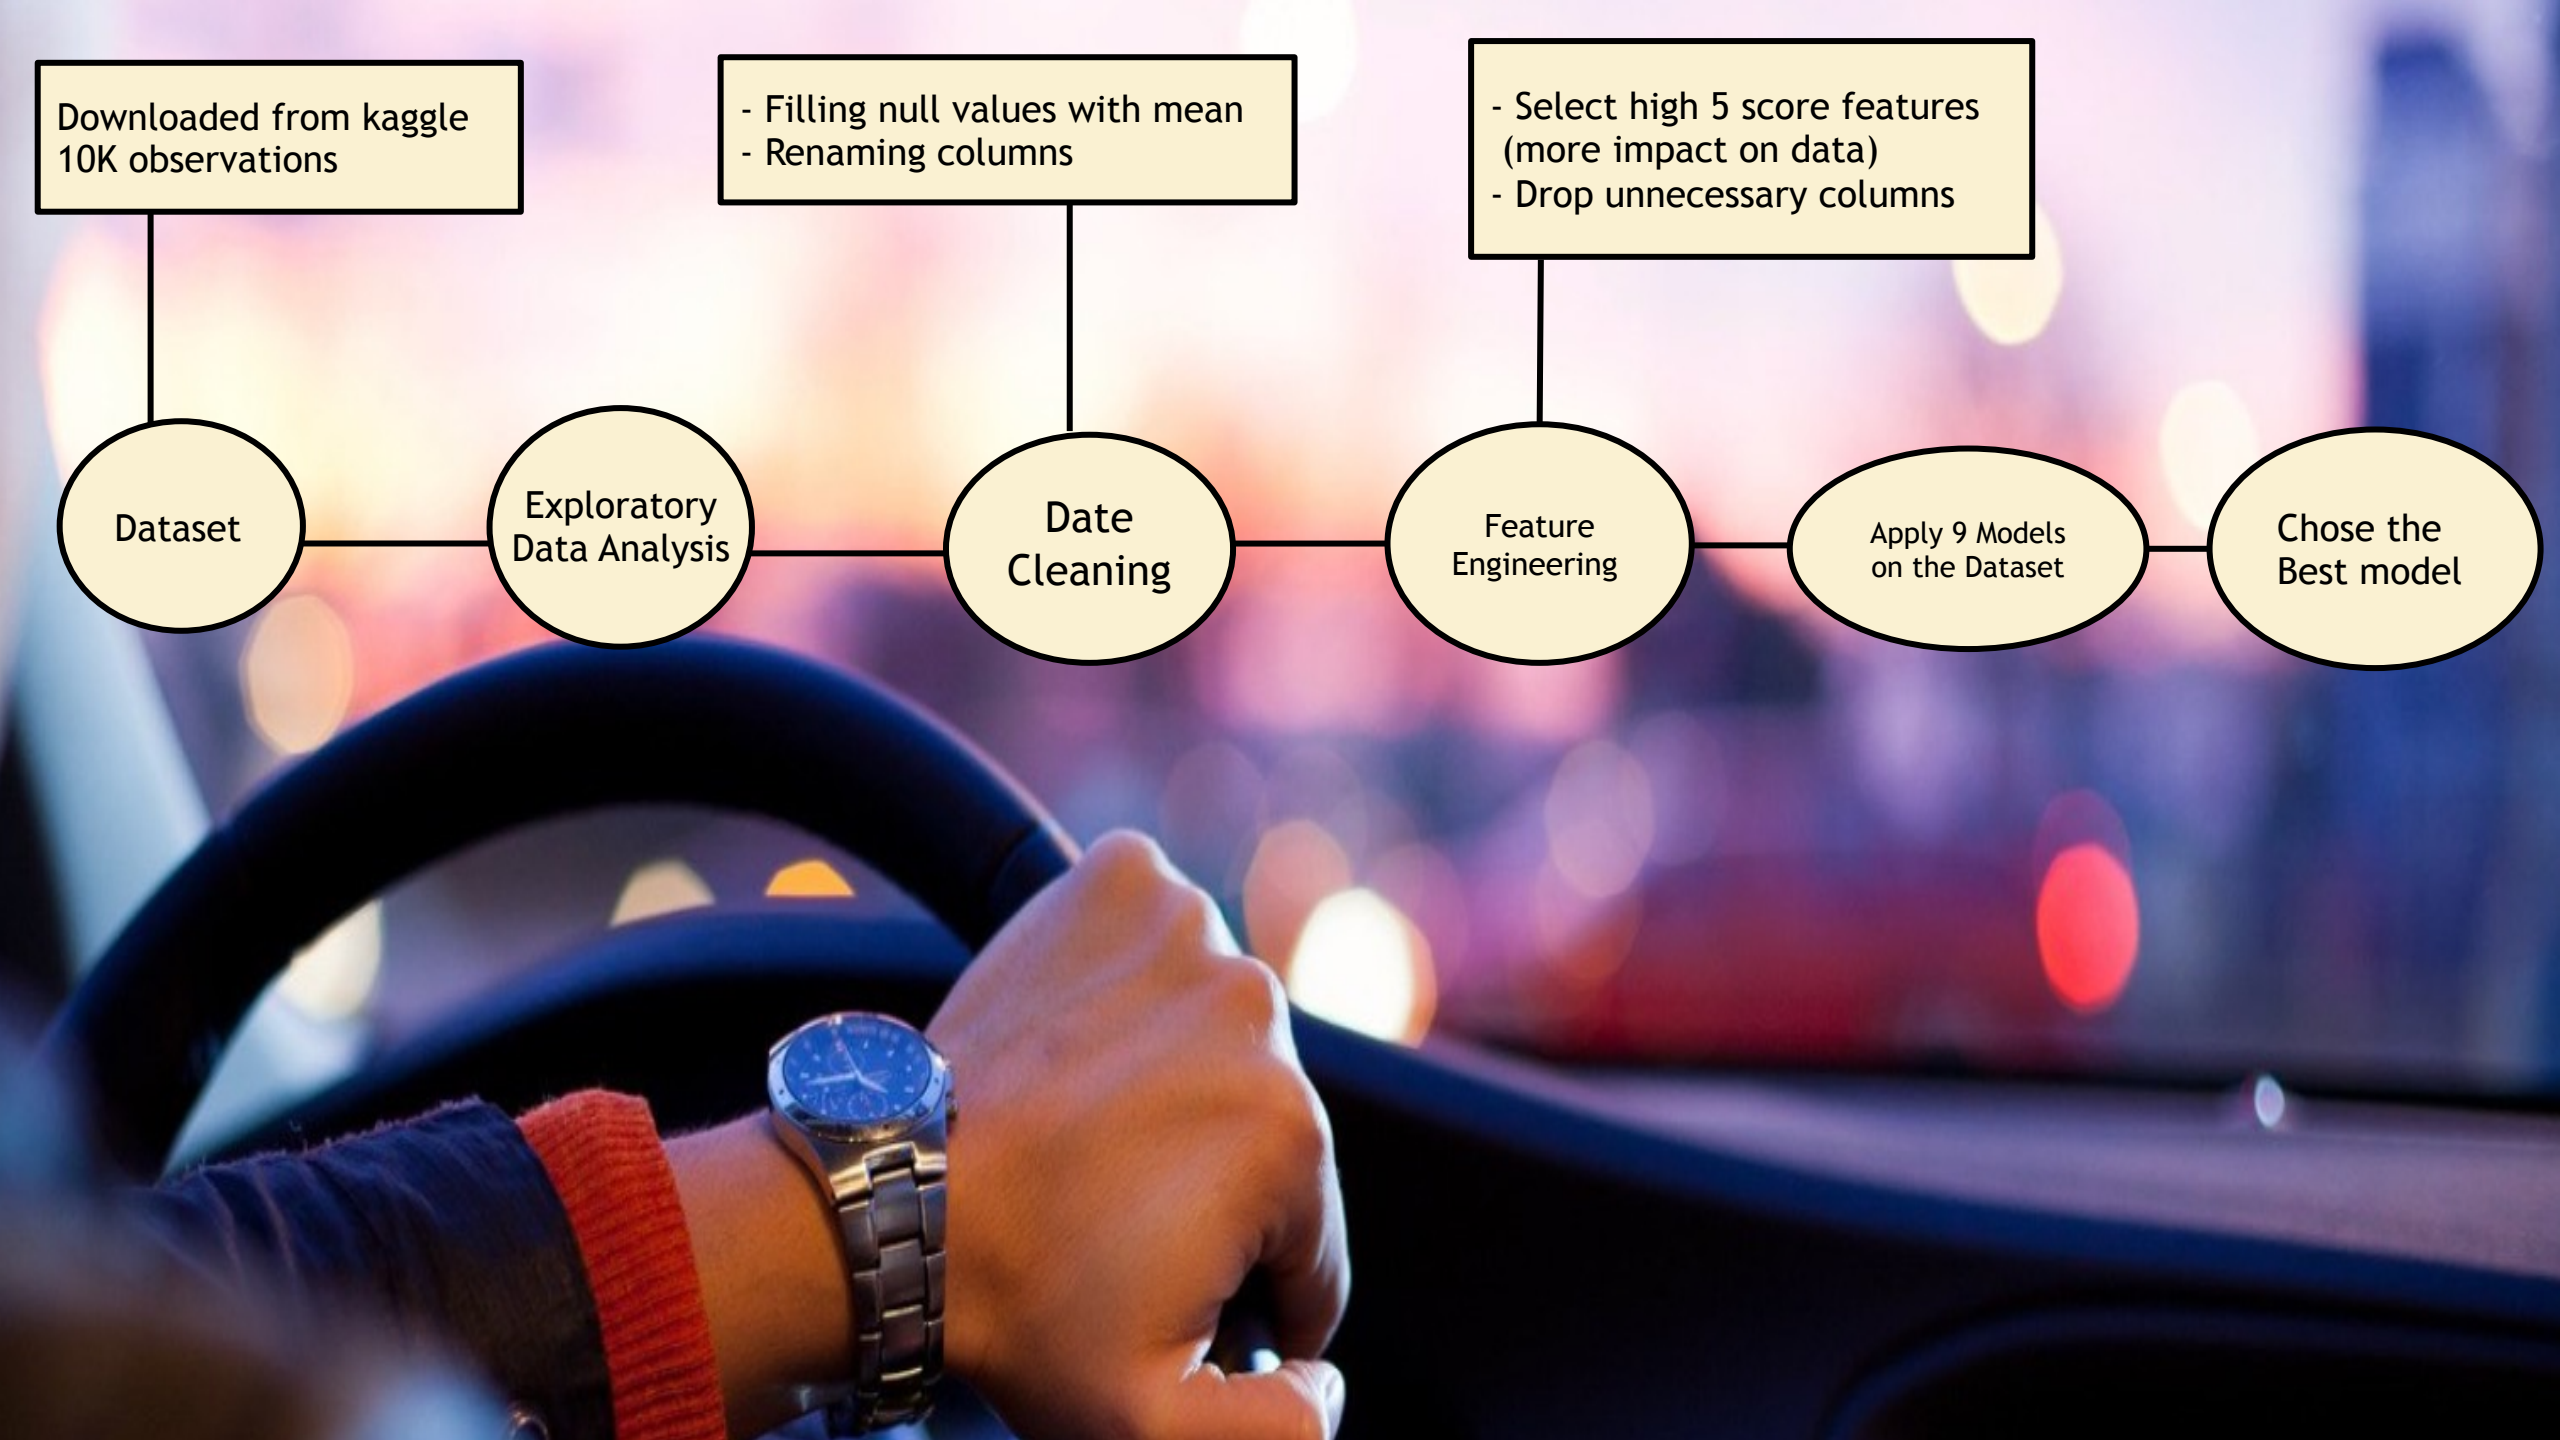 Downloaded from kaggle
10K observations
- Filling null values with mean
- Renaming columns
- Select high 5 score features
(more impact on data)
- Drop unnecessary columns
Dataset
Exploratory
Data Analysis
Date
Cleaning
Feature
Engineering
Apply 9 Models
on the Dataset
Chose the
Best model